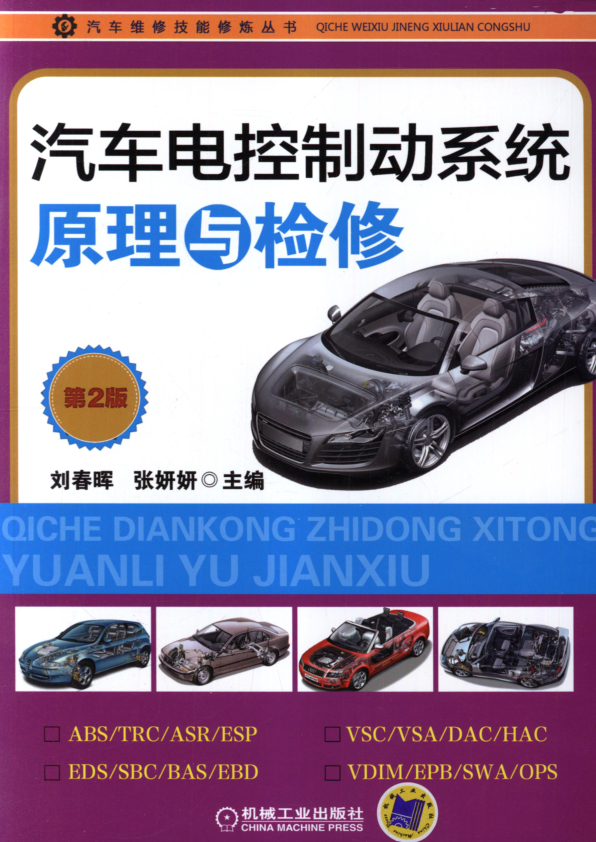 汽车维修技能修炼丛书 QICHE WEIXIU JINENG XIULIAN CONGSHU
汽车电控制动系统
原理与检修
第2版
刘春晖 张妍妍◎主编
QICHE DIANKONG ZHIDONG XITONG
YUANLI YU JIANXIU
□ ABS/TRC/ASR/ESP □ VSC/VSA/DAC/HAC
□ EDS/SBC/BAS/EBD □ VDIM/EPB/SWA/OPS
机械工业出版社
CHINA MACHINE PRESS